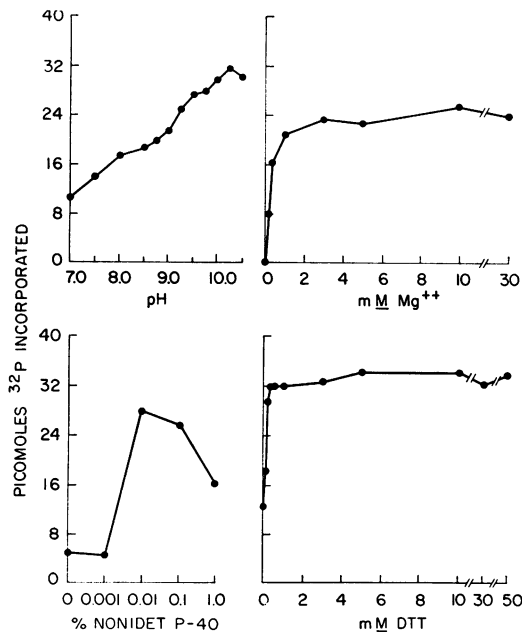 40
32
24
16
8
0
7.0 8.0 9.0 10.0
pH
0 2 4 6 8 10 30
mM Mg++
PICOMOLES 32P INCORPORATED
40
32
24
16
8
0
0 0.001 0.01 0.1 1.0
% NONIDET P-40
0 2 4 6 8 10 30 50
mM DTT